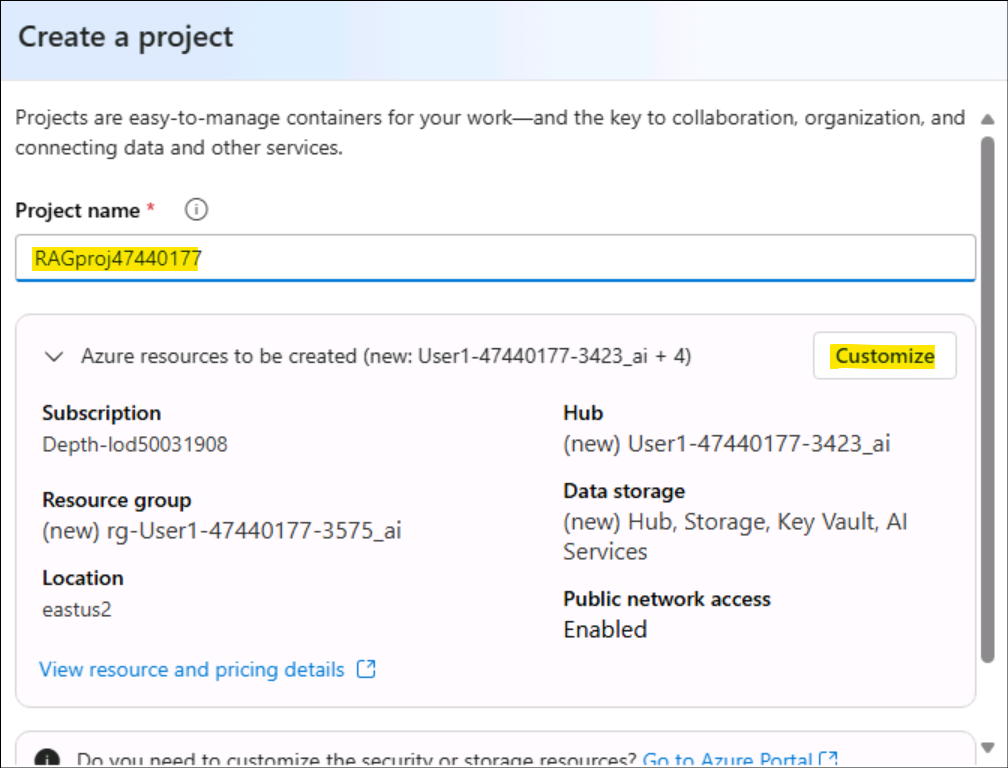 Create a project
Projects are easy-to-manage containers for your work—and the key to collaboration, organization, and
connecting data and other services.
Project name *
RAGproj47440177
Azure resources to be created (new: User1-47440177-3423_ai + 4)
Customize
Subscription
Depth-lod50031908
Resource group
(new) rg-User1-47440177-3575_ai
Location
eastus2
View resource and pricing details
Hub
(new) User1-47440177-3423_ai
Data storage
(new) Hub, Storage, Key Vault, AI
Services
Public network access
Enabled
Do you need to customize the security or storage resources? Go to Azure Portal